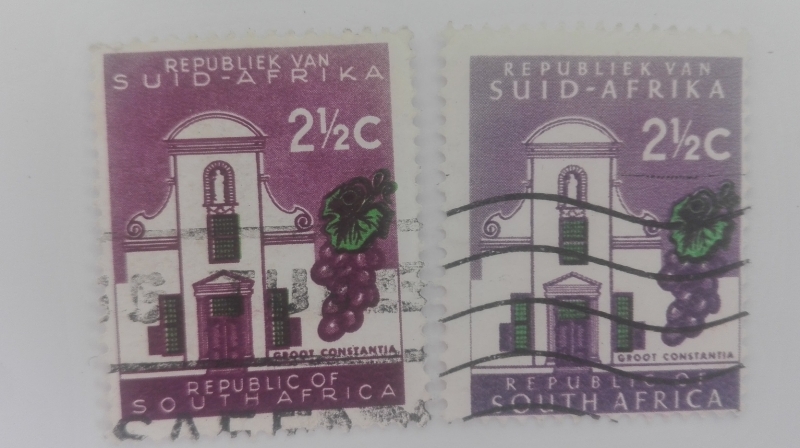 REPUBLIEK VAN
SUID-AFRIKA
2½C
GROOT CONSTANTIA
REPUBLIC OF
SOUTH AFRICA
REPUBLIEK VAN
SUID-AFRIKA
2½C
GROOT CONSTANTIA
REPUBLIC OF
SOUTH AFRICA